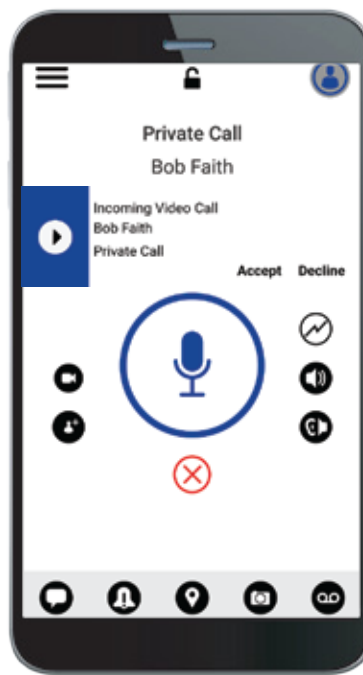 Private Call
Bob Faith
Incoming Video Call
Bob Faith
Private Call
Accept Decline